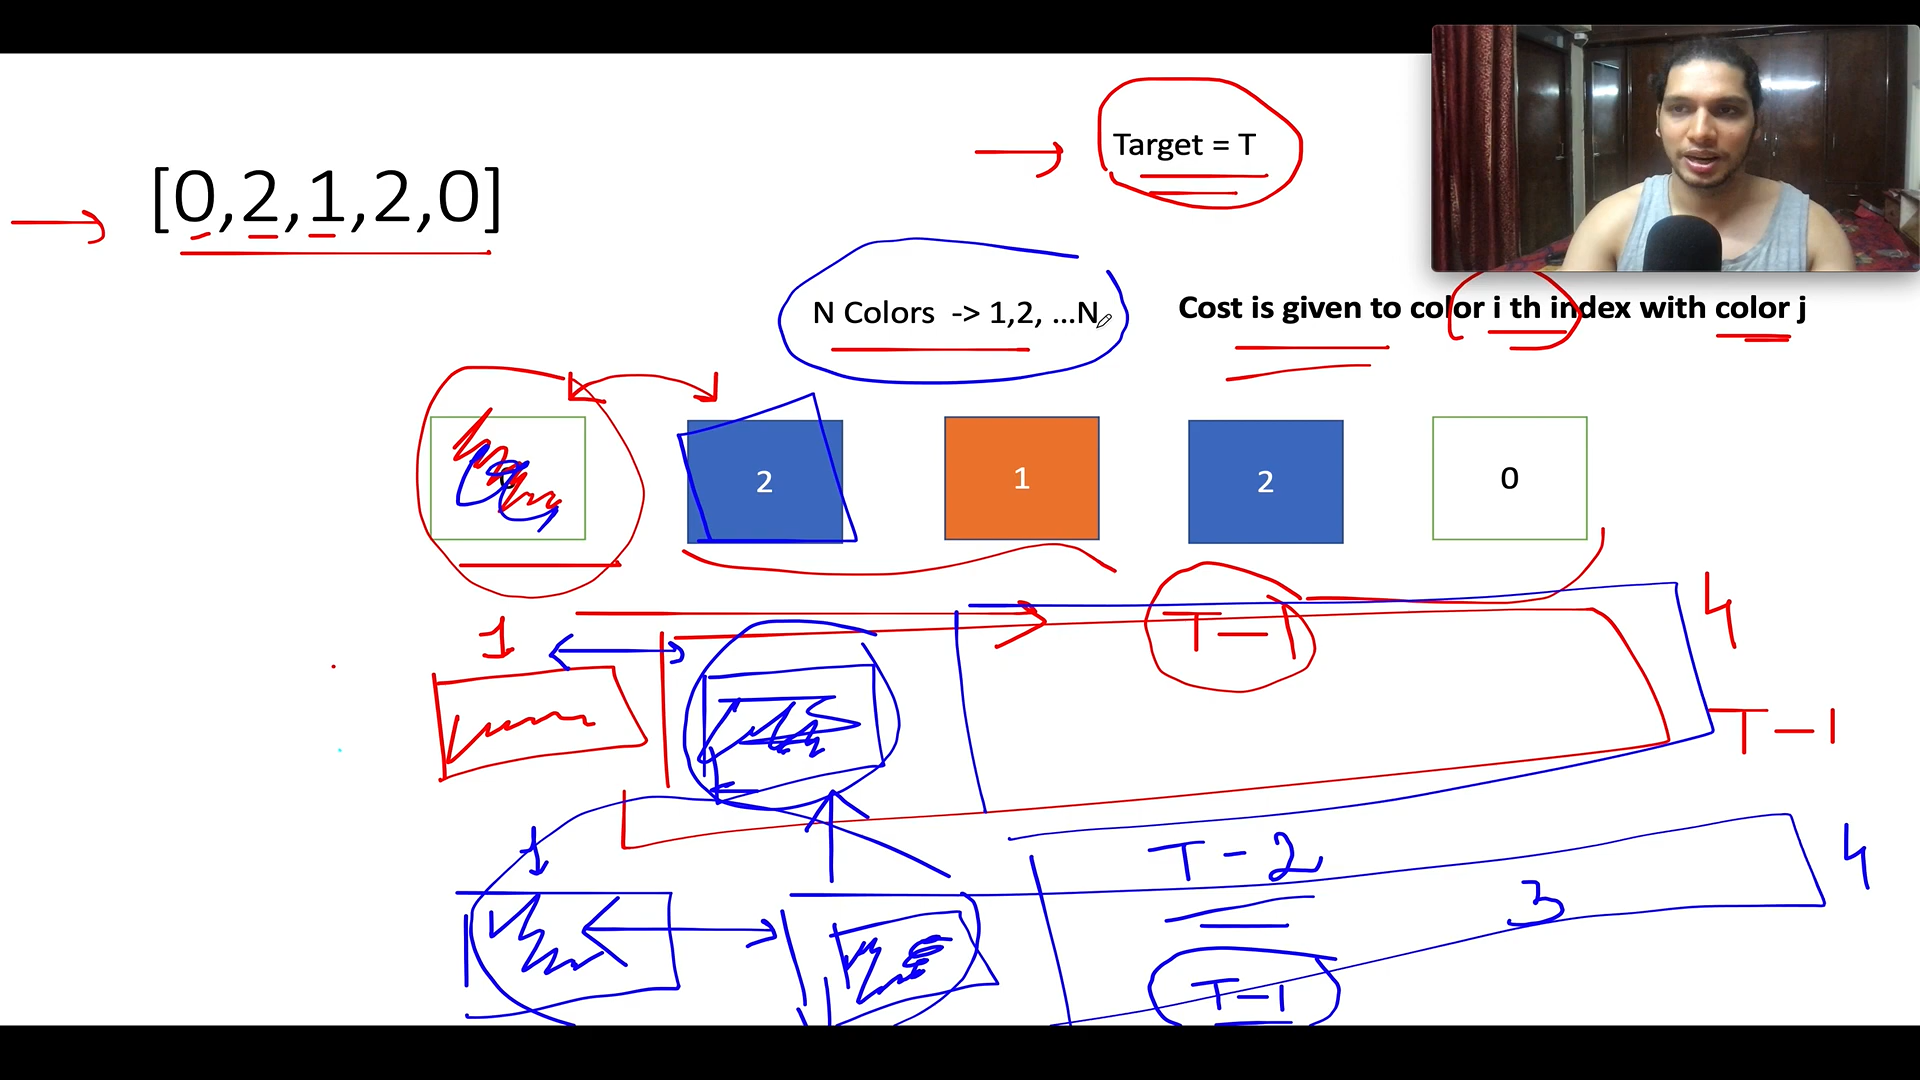 Target = T
[0,2,1,2,0]
N Colors -> 1,2, ...N
Cost is given to color i th index with color j
2
1
2
0
T-1
4
1
T-1
1
T-2
4
3
T-1